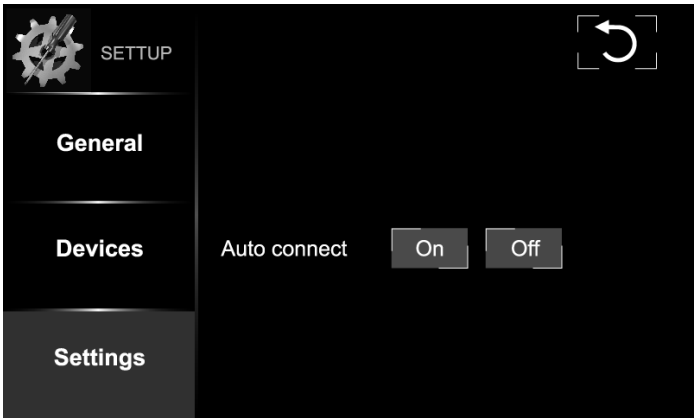 SETTUP
General
Devices
Auto connect On Off
Settings